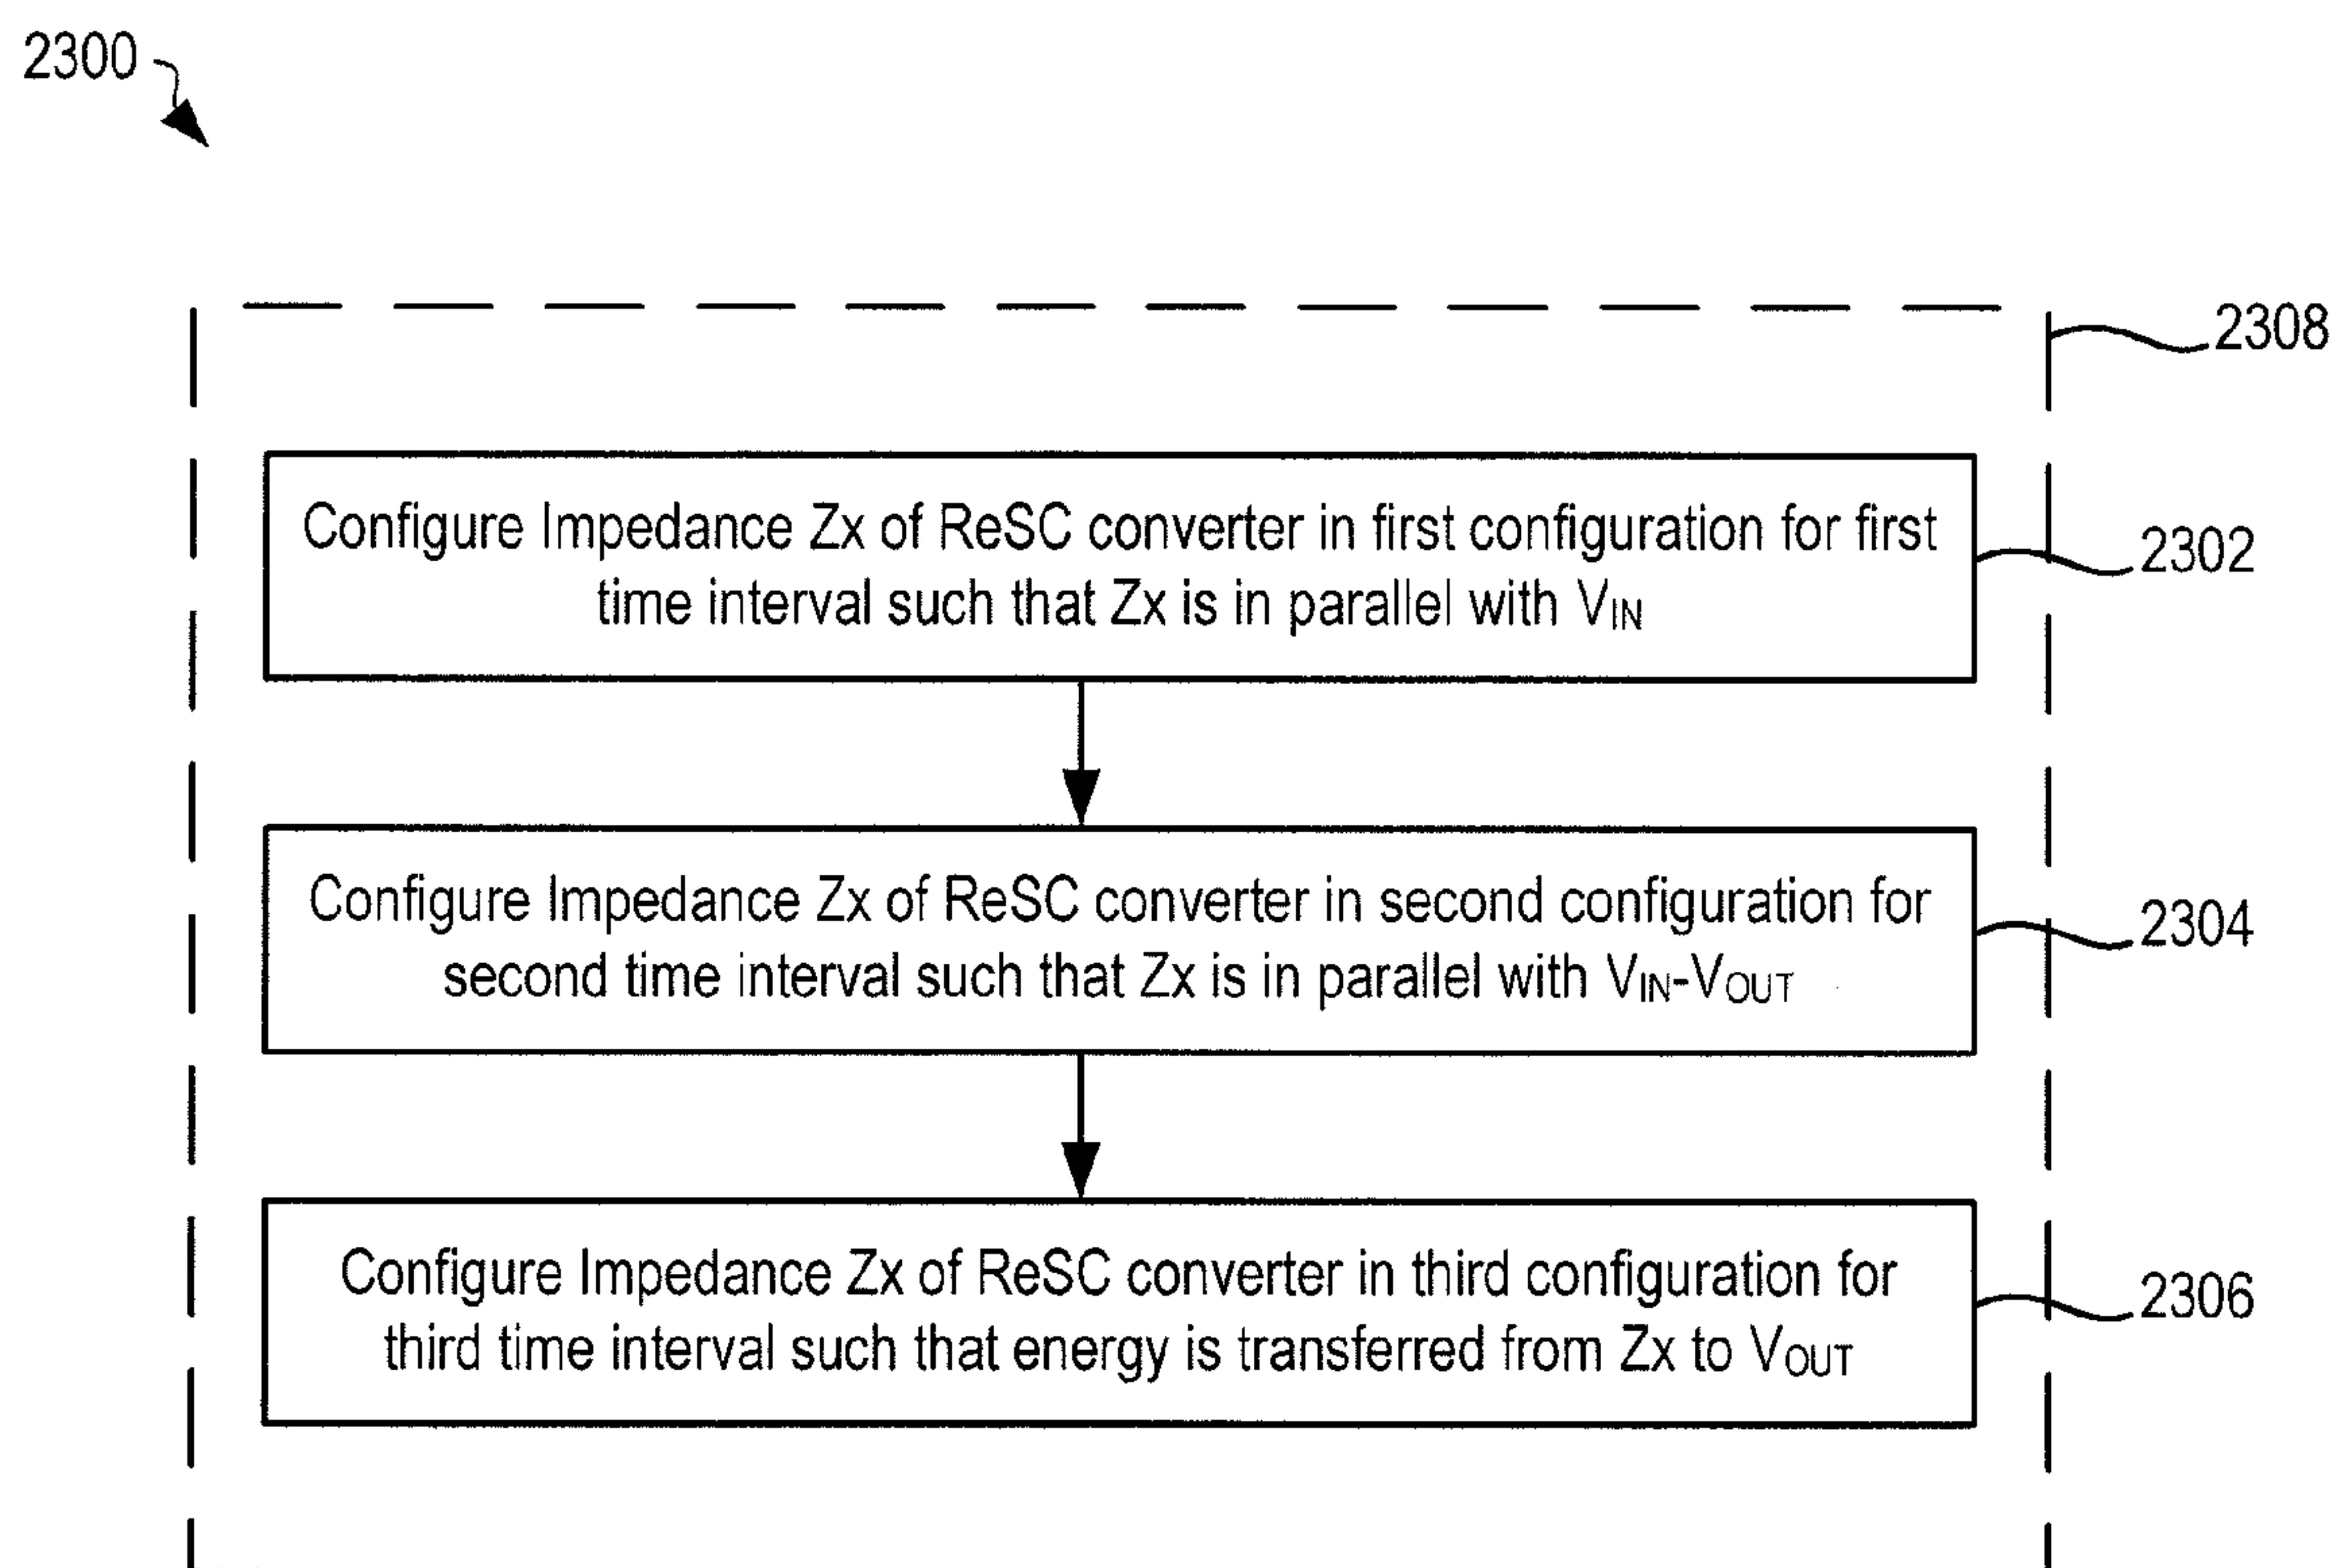 2300
2308
Configure Impedance Zx of ReSC converter in first configuration for first
time interval such that Zx is in parallel with VIN
2302
Configure Impedance Zx of ReSC converter in second configuration for
second time interval such that Zx is in parallel with VIN-VOUT
2304
Configure Impedance Zx of ReSC converter in third configuration for
third time interval such that energy is transferred from Zx to VOUT
2306